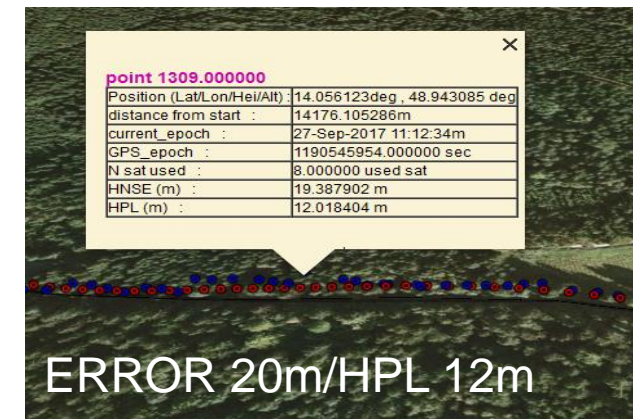 ×
point 1309.000000
Position (Lat/Lon/Hei/Alt) : 14.056123deg , 48.943085 deg
distance from start : 14176.105286m
current_epoch : 27-Sep-2017 11:12:34m
GPS_epoch : 1190545954.000000 sec
N sat used : 8.000000 used sat
HNSE (m) : 19.387902 m
HPL (m) : 12.018404 m
ERROR 20m/HPL 12m